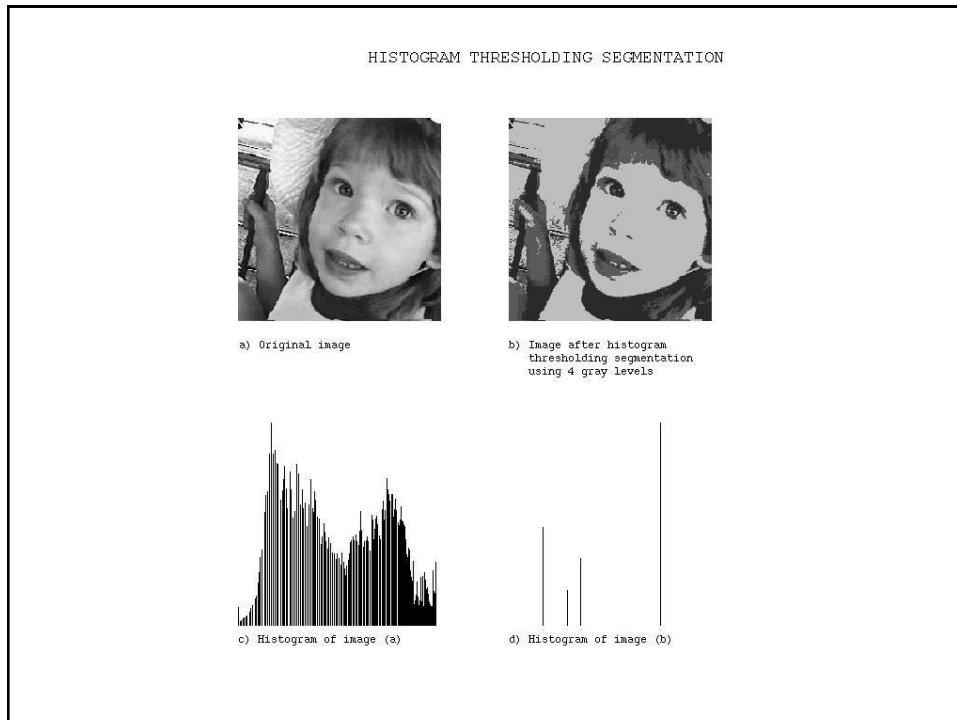 HISTOGRAM THRESHOLDING SEGMENTATION
a) Original image
b) Image after histogram
thresholding segmentation
using 4 gray levels
c) Histogram of image (a)
d) Histogram of image (b)